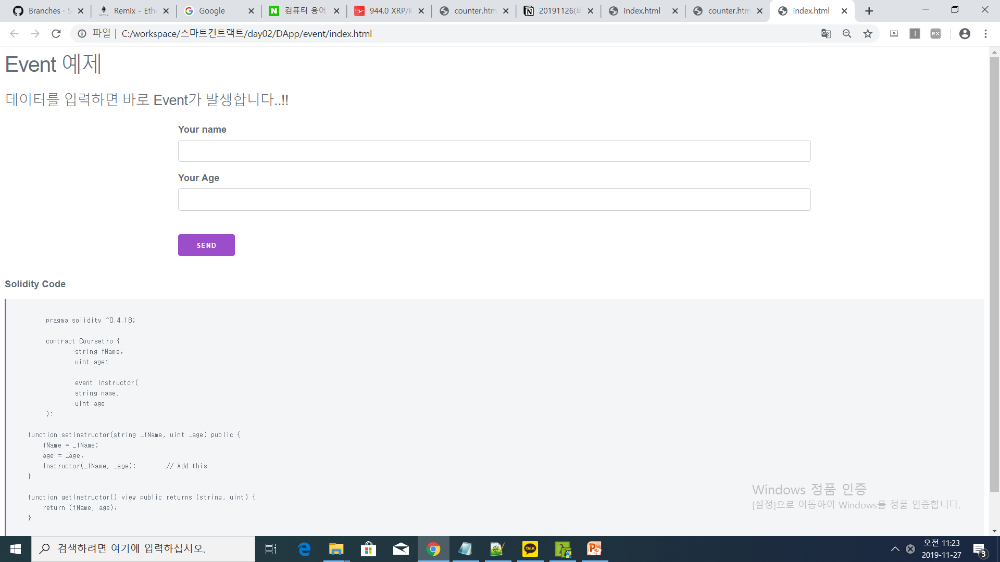 Branches · S
Remix - Ethe
Google
컴퓨터 용어
944.0 XRP/K
counter.htm
20191126(화
index.html
counter.htm
index.html
파일
C:/workspace/스마트컨트랙트/day02/DApp/event/index.html
Event 예제
데이터를 입력하면 바로 Event가 발생합니다..!!
Your name
Your Age
SEND
Solidity Code
pragma solidity ^0.4.18;
contract Coursetro {
string fName;
uint age;
event Instructor(
string name,
uint age
);
function setInstructor(string _fName, uint _age) public {
fName = _fName;
age = _age;
Instructor(_fName, _age); // Add this
}
function getInstructor() view public returns (string, uint) {
return (fName, age);
}
Windows 정품 인증
[설정]으로 이동하여 Windows를 정품 인증합니다.
검색하려면 여기에 입력하십시오.
TALK
오전 11:23
2019-11-27
3